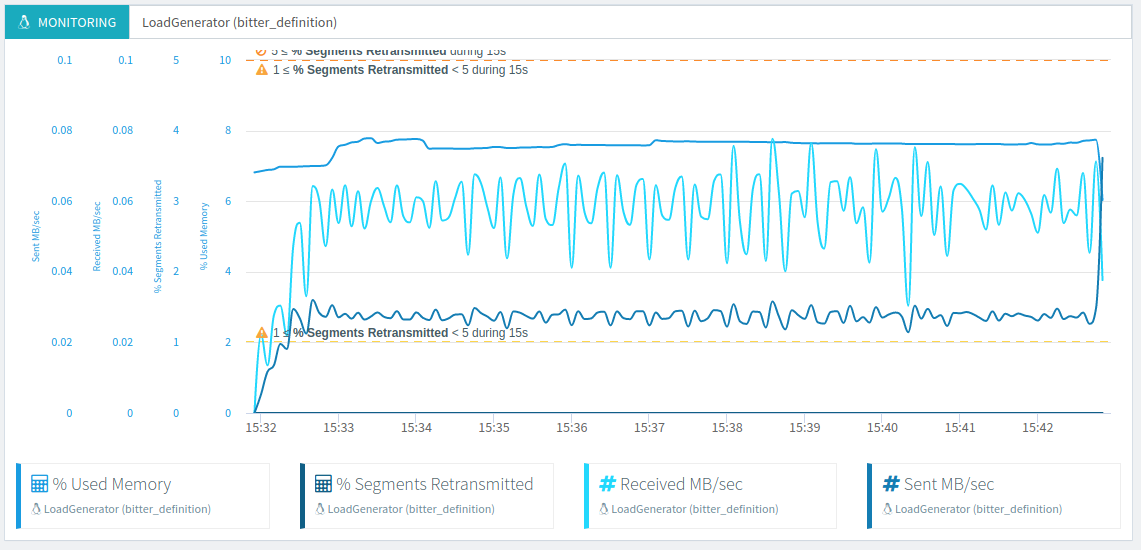 MONITORING LoadGenerator (bitter_definition)
5 ≤ % Segments Retransmitted during 15s
0.1 0.1 5 10
1 ≤ % Segments Retransmitted < 5 during 15s
0.08 0.08 4 8
0.06 0.06 3 6
Sent MB/sec
Received MB/sec
% Segments Retransmitted
% Used Memory
0.04 0.04 2 4
1 ≤ % Segments Retransmitted < 5 during 15s
0.02 0.02 1 2
0 0 0 0
15:32 15:33 15:34 15:35 15:36 15:37 15:38 15:39 15:40 15:41 15:42
% Used Memory
LoadGenerator (bitter_definition)
% Segments Retransmitted
LoadGenerator (bitter_definition)
# Received MB/sec
LoadGenerator (bitter_definition)
# Sent MB/sec
LoadGenerator (bitter_definition)